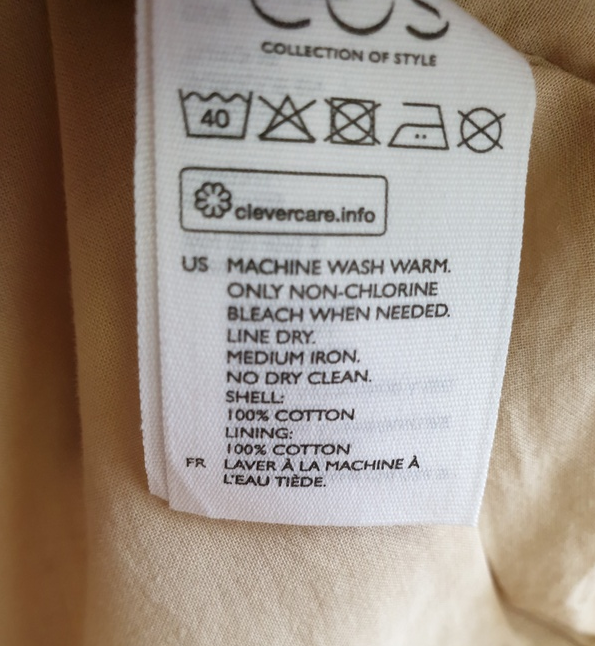 COS
COLLECTION OF STYLE
40
clevercare.info
US MACHINE WASH WARM.
ONLY NON-CHLORINE
BLEACH WHEN NEEDED.
LINE DRY.
MEDIUM IRON.
NO DRY CLEAN.
SHELL:
100% COTTON
LINING:
100% COTTON
FR LAVER À LA MACHINE À
L'EAU TIÈDE.